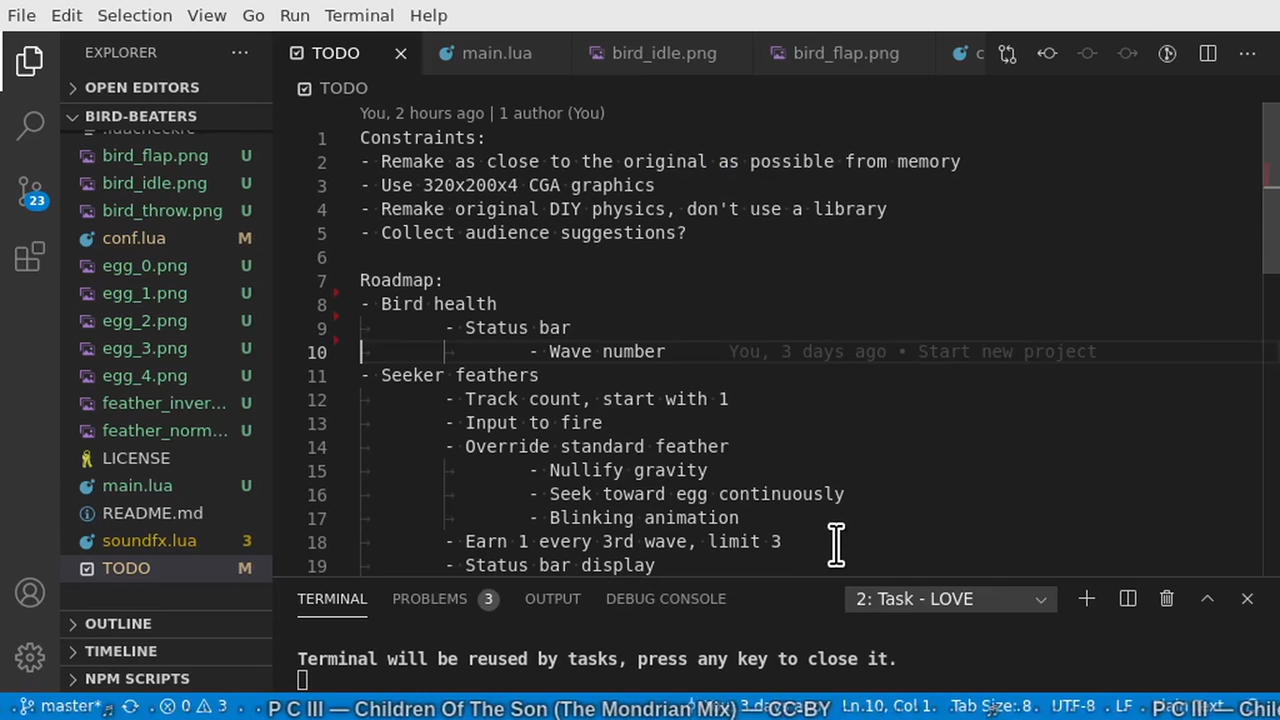 File Edit Selection View Go Run Terminal Help
EXPLORER
OPEN EDITORS
BIRD-BEATERS
bird_flap.png U
bird_idle.png U
bird_throw.png U
conf.lua M
egg_0.png U
egg_1.png U
egg_2.png U
egg_3.png U
egg_4.png U
feather_inver... U
feather_norm... U
LICENSE
main.lua U
README.md
soundfx.lua 3
TODO M
OUTLINE
TIMELINE
NPM SCRIPTS
23
TODO main.lua bird_idle.png bird_flap.png c
TODO
You, 2 hours ago | 1 author (You)
1 Constraints:
2 - Remake as close to the original as possible from memory
3 - Use 320x200x4 CGA graphics
4 - Remake original DIY physics, don't use a library
5 - Collect audience suggestions?
6
7 Roadmap:
8 - Bird health
9 - Status bar
10 - Wave number You, 3 days ago • Start new project
11 - Seeker feathers
12 - Track count, start with 1
13 - Input to fire
14 - Override standard feather
15 - Nullify gravity
16 - Seek toward egg continuously
17 - Blinking animation
18 - Earn 1 every 3rd wave, limit 3
19 - Status bar display
TERMINAL PROBLEMS 3 OUTPUT DEBUG CONSOLE 2: Task - LOVE
Terminal will be reused by tasks, press any key to close it.
master* 0 3 Ln 10, Col 1 Tab Size: 8 UTF-8 LF
P C III — Children Of The Son (The Mondrian Mix) — CC-BY P C III — Chil